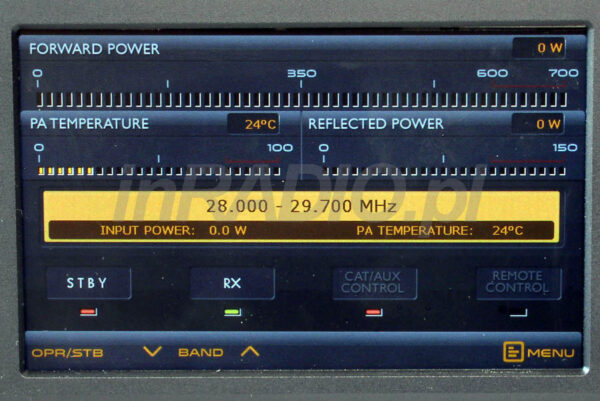 FORWARD POWER 0 W
0 350 600 700
PA TEMPERATURE 24ºC REFLECTED POWER 0 W
0 100 0 150
inRADIO.pl
28.000 - 29.700 MHz
INPUT POWER: 0.0 W PA TEMPERATURE: 24ºC
STBY RX CAT/AUX CONTROL REMOTE CONTROL
OPR/STB BAND MENU